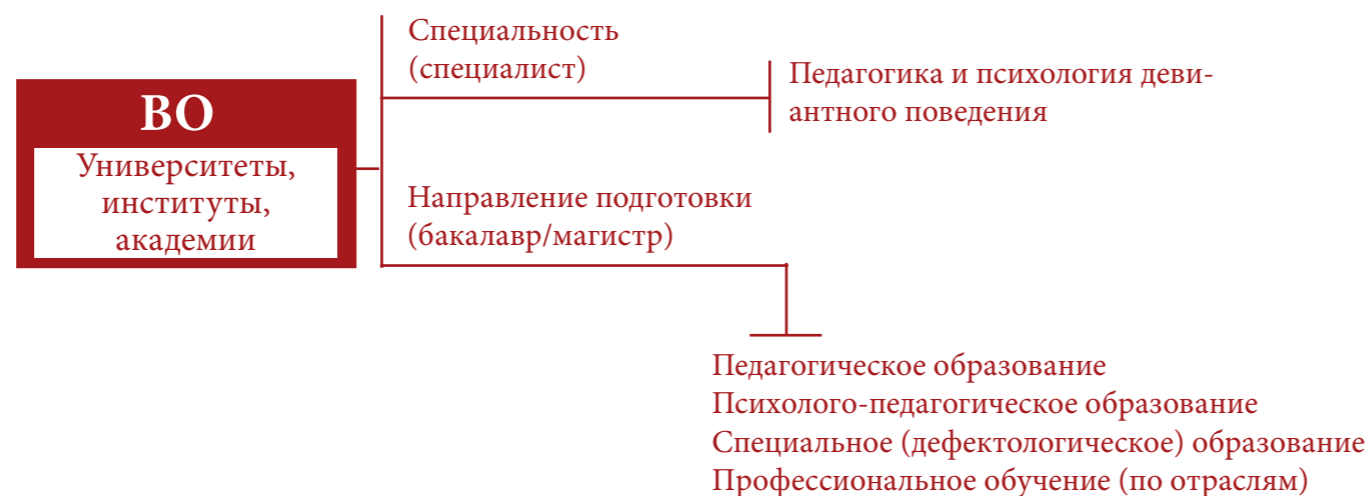 ВО
Университеты,
институты,
академии
Специальность
(специалист)
Педагогика и психология деви-
антного поведения
Направление подготовки
(бакалавр/магистр)
Педагогическое образование
Психолого-педагогическое образование
Специальное (дефектологическое) образование
Профессиональное обучение (по отраслям)